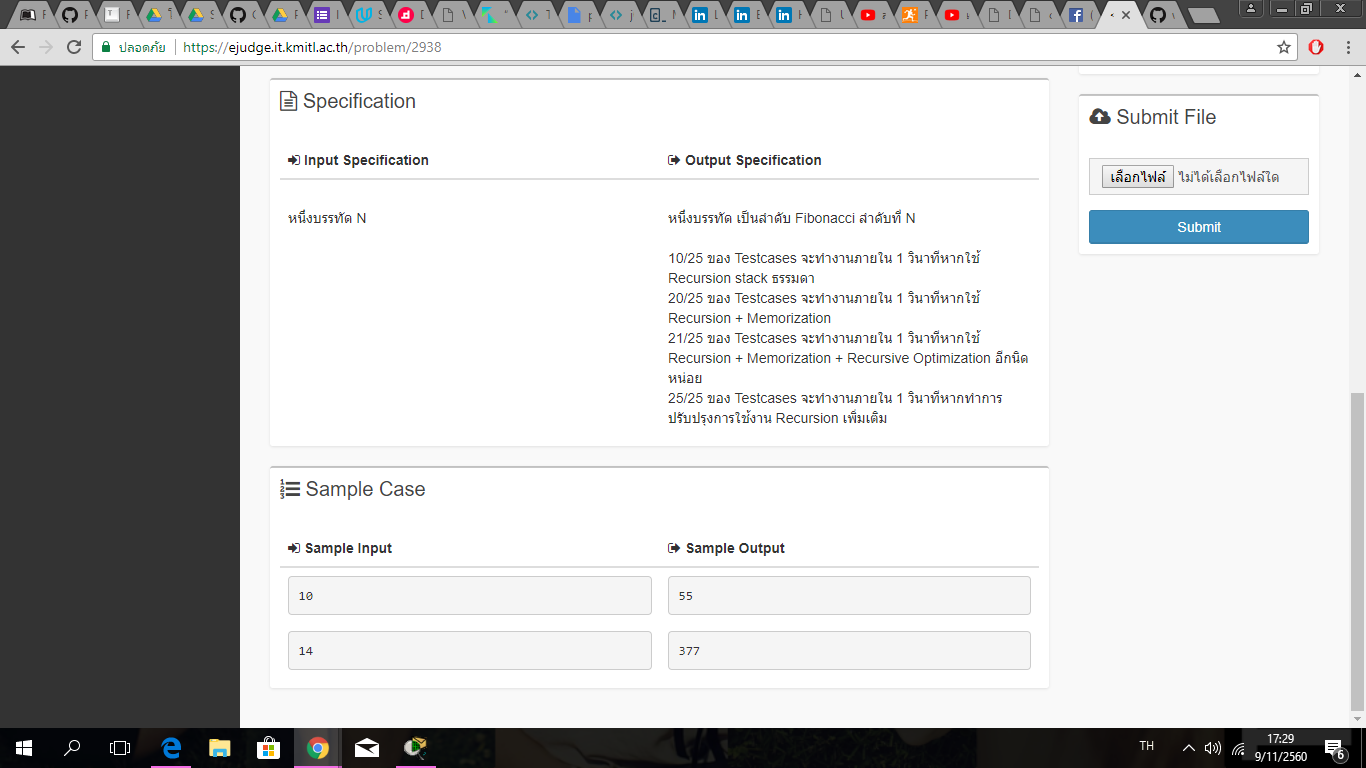 ปลอดภัย
https://ejudge.it.kmitl.ac.th/problem/2938
Specification
Submit File
Input Specification
Output Specification
เลือกไฟล์ ไม่ได้เลือกไฟล์ใด
Submit
หนึ่งบรรทัด N
หนึ่งบรรทัด เป็นลำดับ Fibonacci ลำดับที่ N
10/25 ของ Testcases จะทำงานภายใน 1 วินาทีหากใช้
Recursion stack ธรรมดา
20/25 ของ Testcases จะทำงานภายใน 1 วินาทีหากใช้
Recursion + Memorization
21/25 ของ Testcases จะทำงานภายใน 1 วินาทีหากใช้
Recursion + Memorization + Recursive Optimization อีกนิด
หน่อย
25/25 ของ Testcases จะทำงานภายใน 1 วินาทีหากทำการ
ปรับปรุงการใช้งาน Recursion เพิ่มเติม
Sample Case
Sample Input
Sample Output
10
55
14
377
TH
17:29
9/11/2560
6